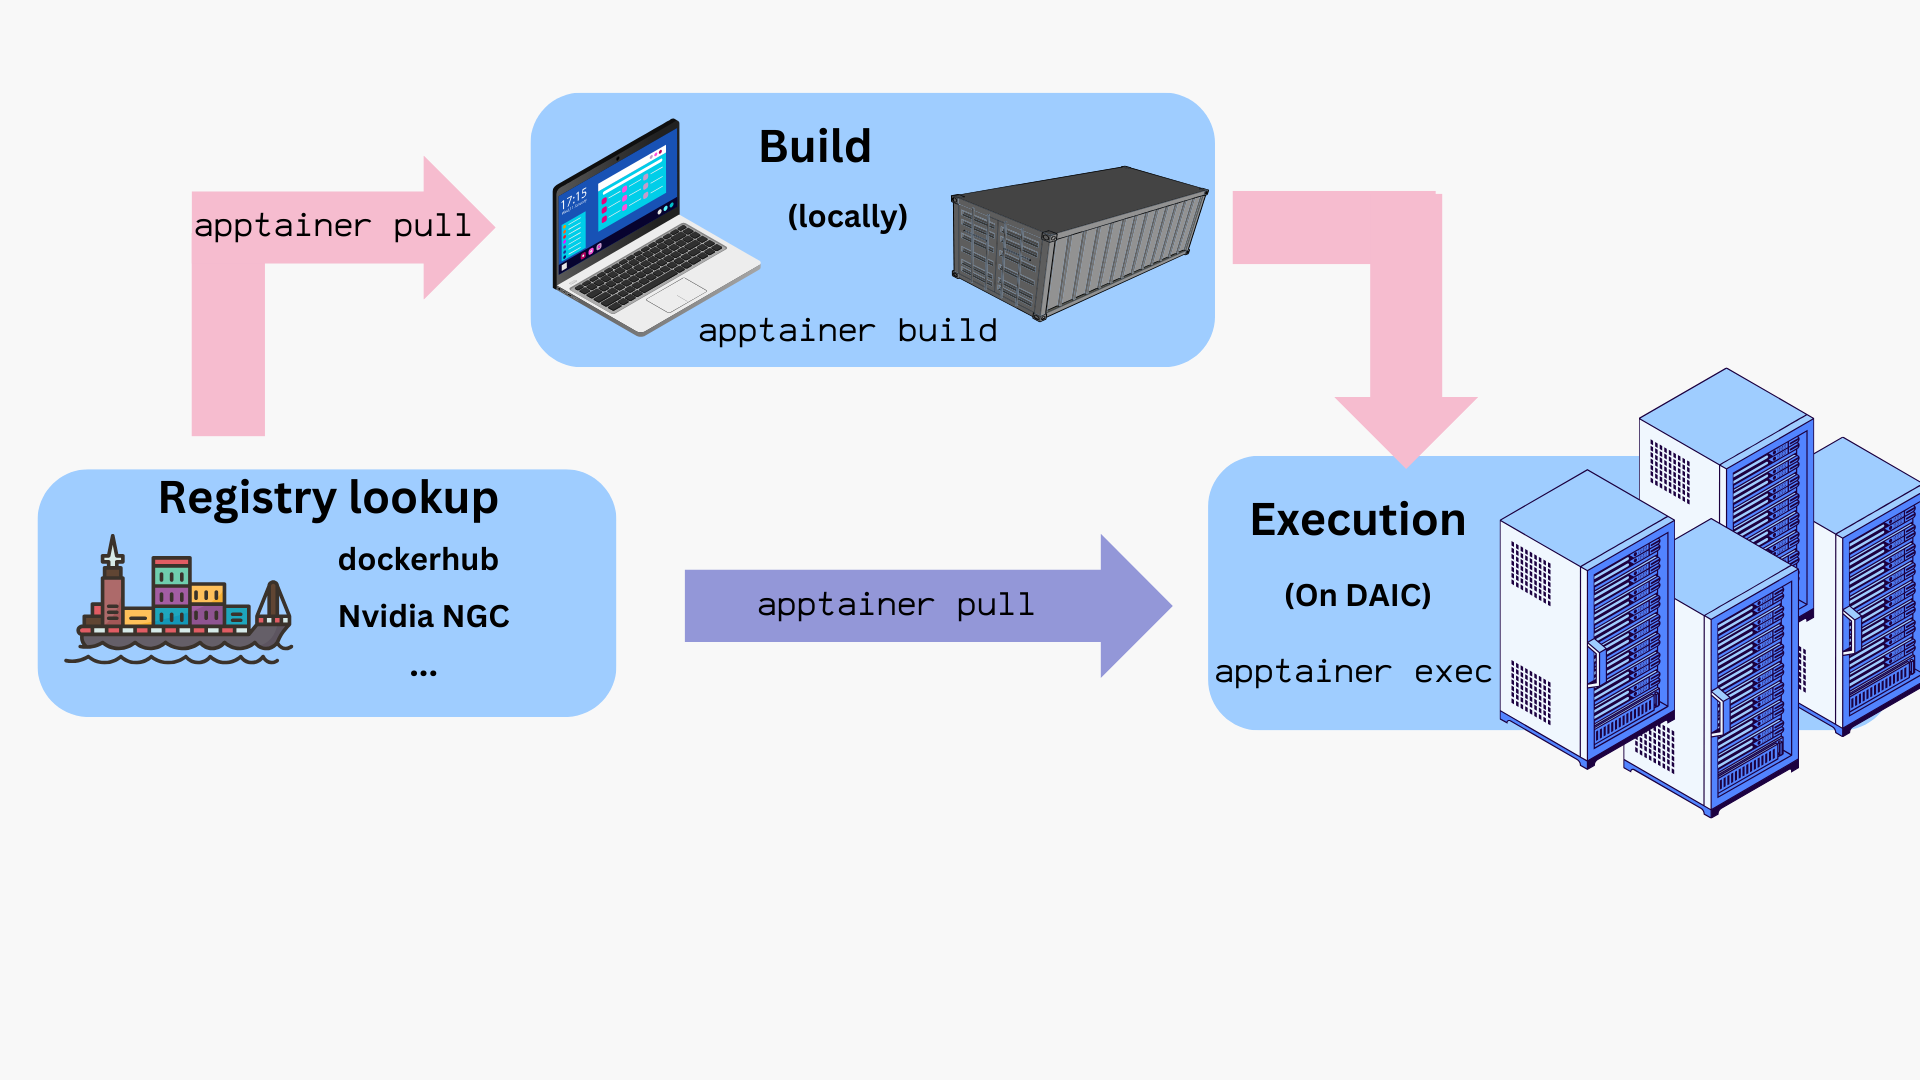 Build
(locally)
17:15
apptainer build
apptainer pull
Registry lookup
dockerhub
Nvidia NGC
...
apptainer pull
Execution
(On DAIC)
apptainer exec